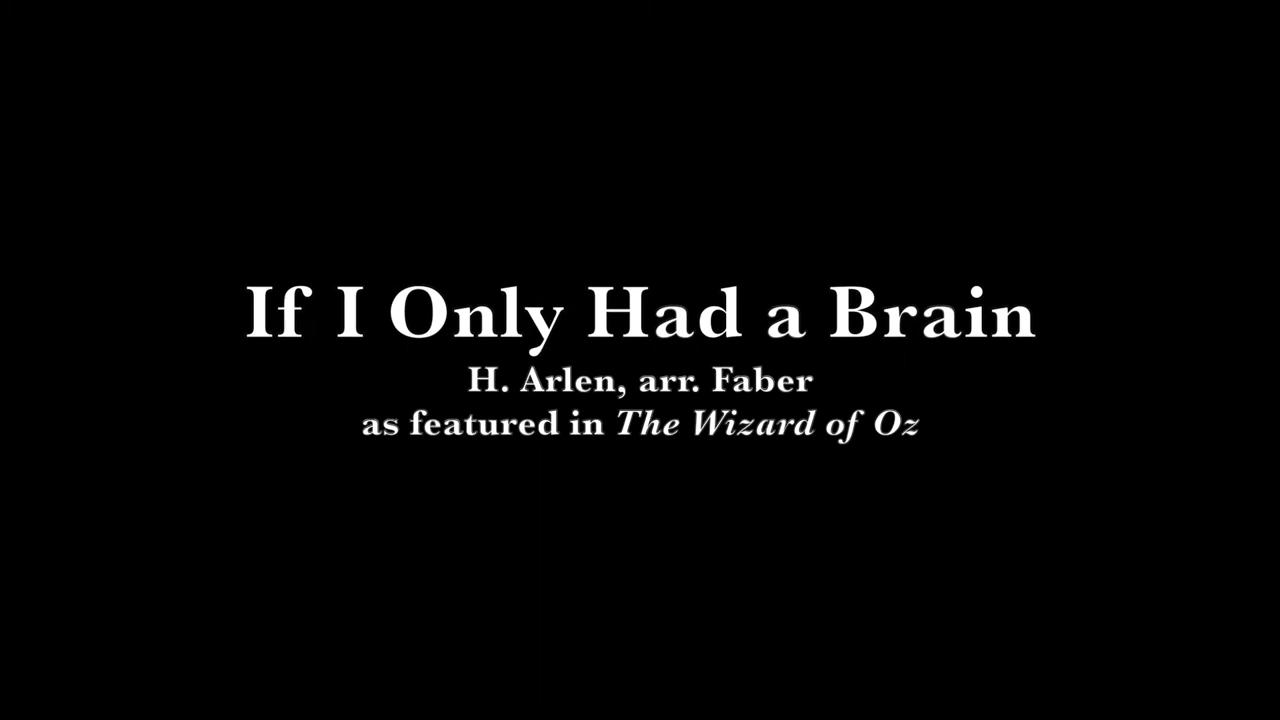 If I Only Had a Brain
H. Arlen, arr. Faber
as featured in The Wizard of Oz